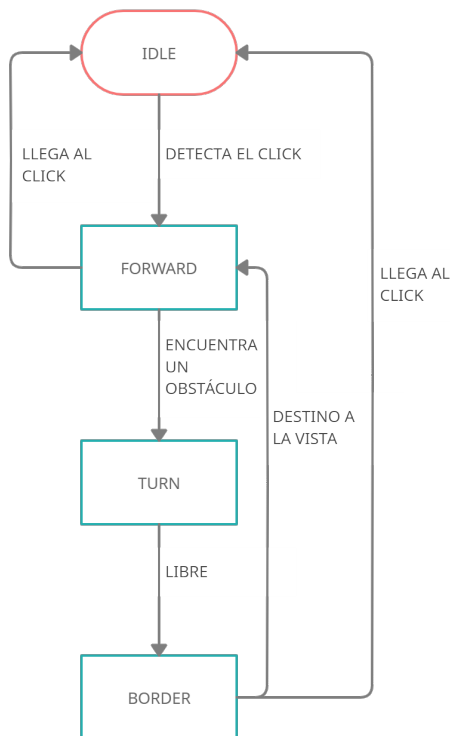 IDLE
LLEGA AL
CLICK
DETECTA EL CLICK
FORWARD
LLEGA AL
CLICK
ENCUENTRA
UN
OBSTÁCULO
DESTINO A
LA VISTA
TURN
LIBRE
BORDER